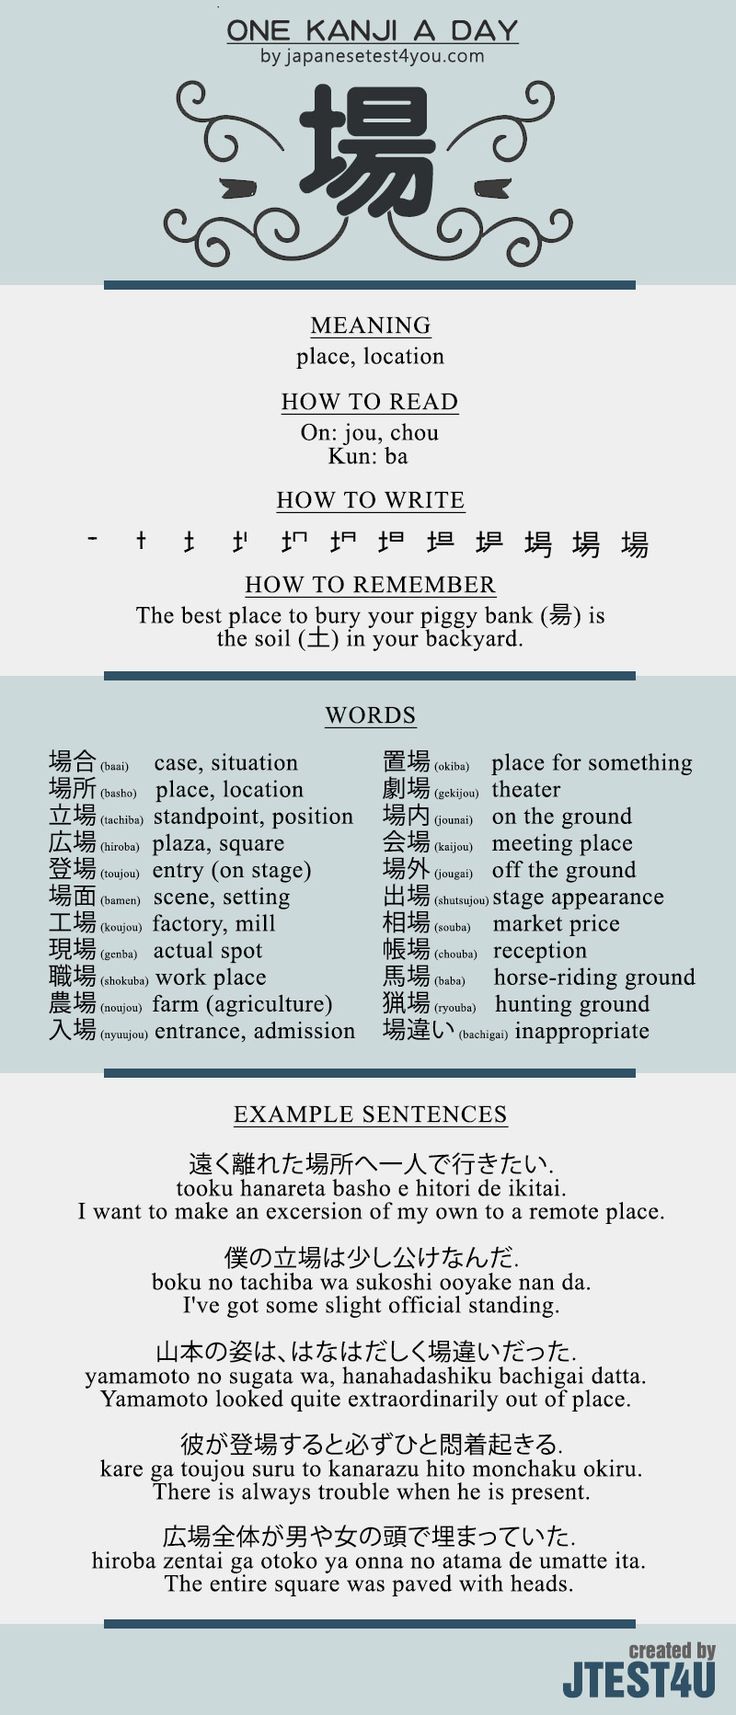 ONE KANJI A DAY
by japanesetest4you.com
場
MEANING
place, location
HOW TO READ
On: jou, chou
Kun: ba
HOW TO WRITE
場
HOW TO REMEMBER
The best place to bury your piggy bank (昜) is
the soil (土) in your backyard.
WORDS
場合 (baai) case, situation
場所 (basho) place, location
立場 (tachiba) standpoint, position
広場 (hiroba) plaza, square
登場 (toujou) entry (on stage)
場面 (bamen) scene, setting
工場 (koujou) factory, mill
現場 (genba) actual spot
職場 (shokuba) work place
農場 (noujou) farm (agriculture)
入場 (nyuujou) entrance, admission
置場 (okiba) place for something
劇場 (gekijou) theater
場内 (jounai) on the ground
会場 (kaijou) meeting place
場外 (jougai) off the ground
出場 (shutsujou) stage appearance
相場 (souba) market price
帳場 (chouba) reception
馬場 (baba) horse-riding ground
猟場 (ryouba) hunting ground
場違い (bachigai) inappropriate
EXAMPLE SENTENCES
遠く離れた場所へ一人で行きたい.
tooku hanareta basho e hitori de ikitai.
I want to make an excersion of my own to a remote place.
僕の立場は少し公けなんだ.
boku no tachiba wa sukoshi ooyake nan da.
I've got some slight official standing.
山本の姿は、はなはだしく場違いだった.
yamamoto no sugata wa, hanahadashiku bachigai datta.
Yamamoto looked quite extraordinarily out of place.
彼が登場すると必ずひと悶着起きる.
kare ga toujou suru to kanarazu hito monchaku okiru.
There is always trouble when he is present.
広場全体が男や女の頭で埋まっていた.
hiroba zentai ga otoko ya onna no atama de umatte ita.
The entire square was paved with heads.
created by
JTEST4U